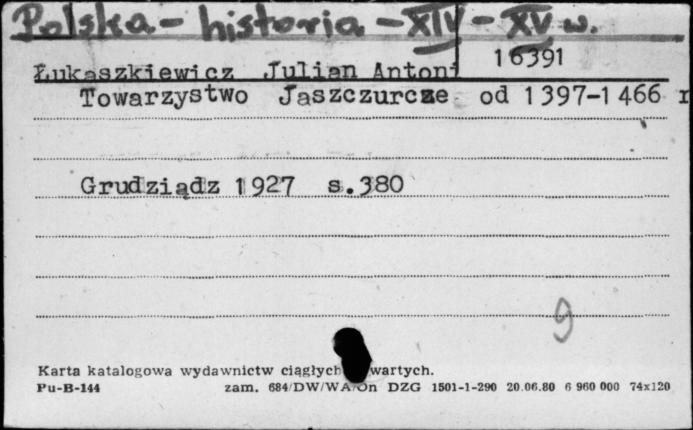 Polska - historia - XIV - XV w.
16391
Łukaszkiewicz Julian Antoni
Towarzystwo Jaszczurcze od 1397-1466 r
Grudziądz 1927 s.380
9
Karta katalogowa wydawnictw ciągłych wartych.
Pu-B-144 zam. 684/DW/WA/On DZG 1501-1-290 20.06.80 6 960 000 74x120